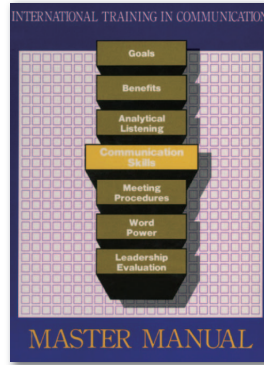 INTERNATIONAL TRAINING IN COMMUNICATION
Goals
Benefits
Analytical
Listening
Communication
Skills
Meeting
Procedures
Word
Power
Leadership
Evaluation
MASTER MANUAL